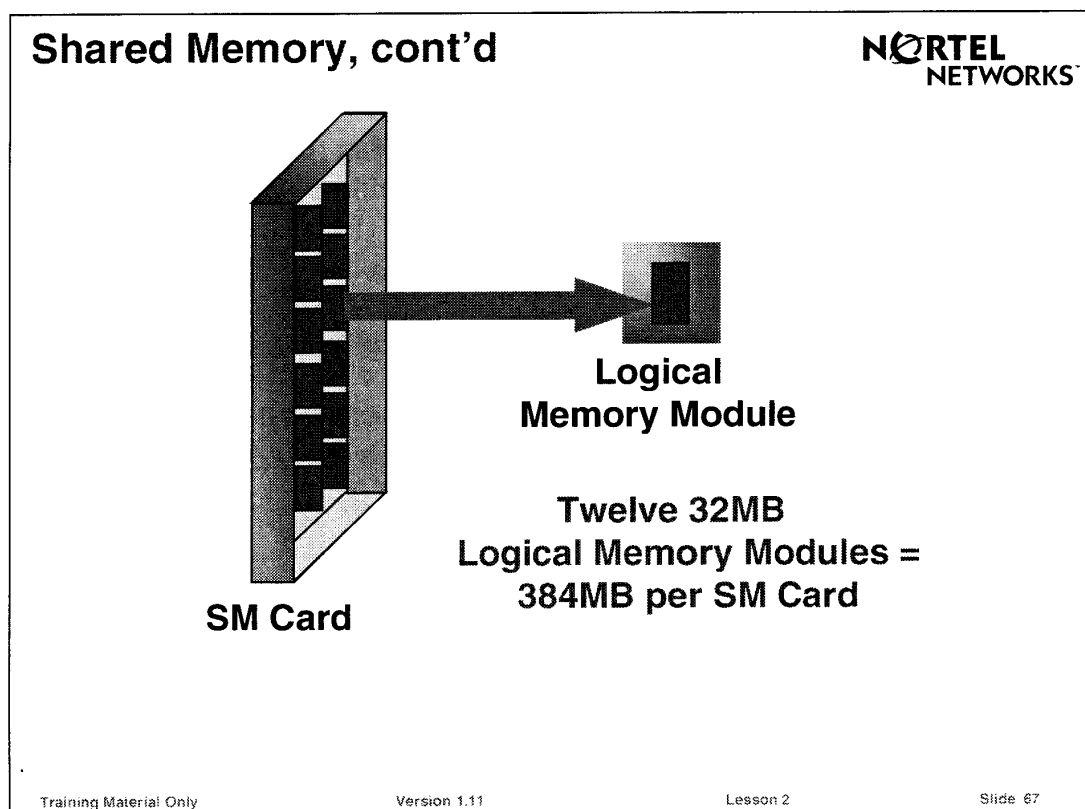 Shared Memory, cont'd
NORTEL
NETWORKS™
Logical
Memory Module
Twelve 32MB
Logical Memory Modules =
384MB per SM Card
SM Card
Training Material Only
Version 1.11
Lesson 2
Slide 67